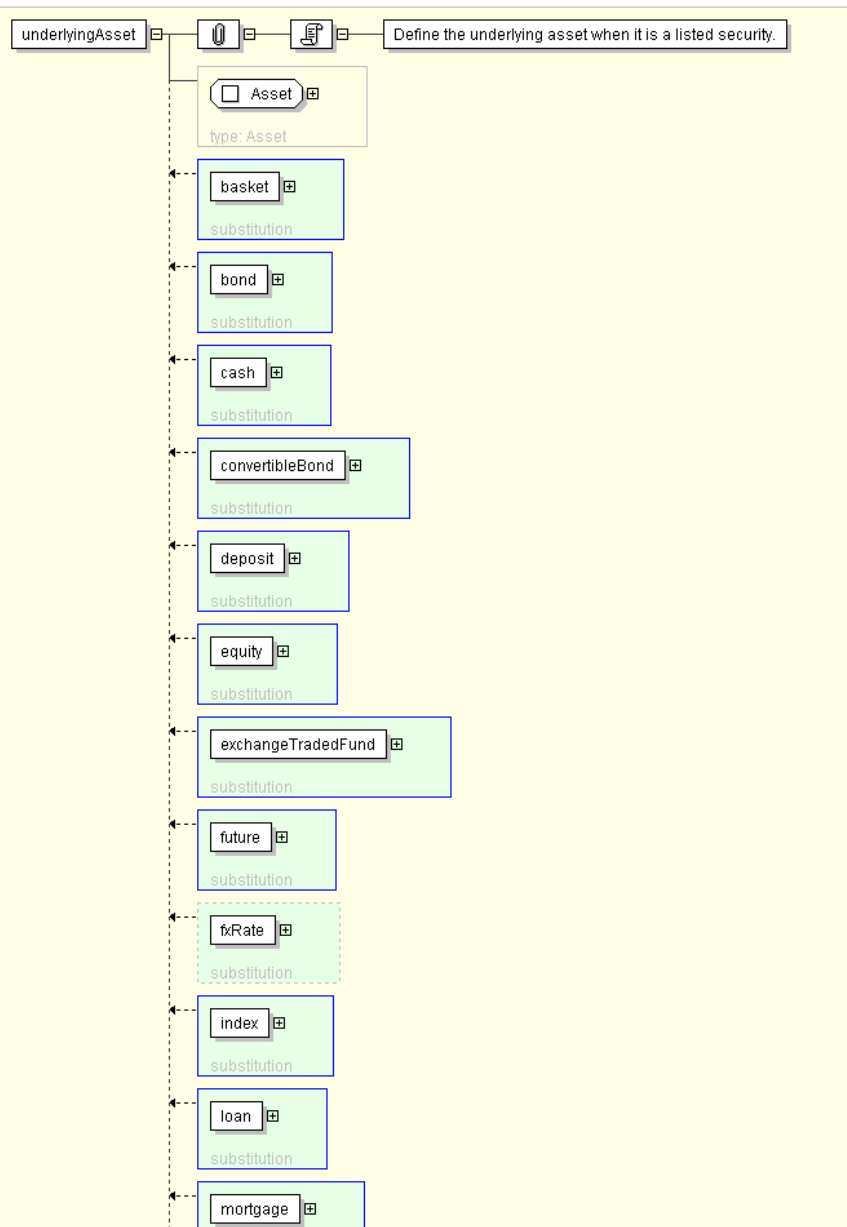 underlyingAsset
Define the underlying asset when it is a listed security.
Asset
type: Asset
basket
substitution
bond
substitution
cash
substitution
convertibleBond
substitution
deposit
substitution
equity
substitution
exchangeTradedFund
substitution
future
substitution
fxRate
substitution
index
substitution
loan
substitution
mortgage